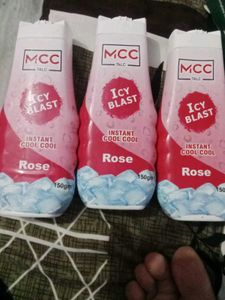 MCC
TALC
ICY
BLAST
INSTANT
COOL COOL
Rose
150gm
MCC
TALC
ICY
BLAST
INSTANT
COOL COOL
Rose
150gm
MCC
TALC
ICY
BLAST
INSTANT
COOL COOL
Rose